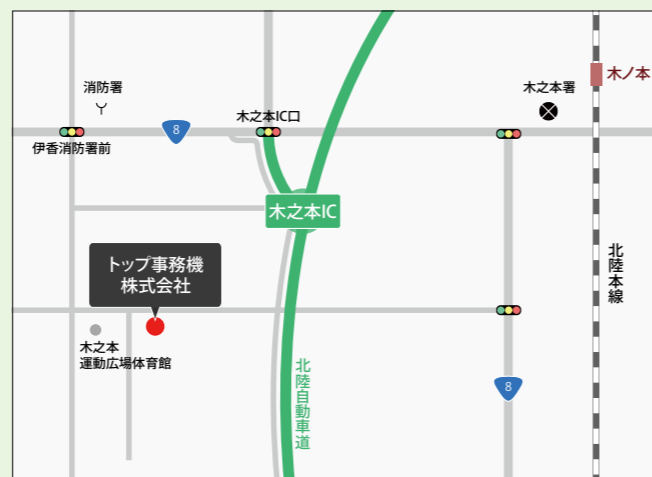 消防署
木之本IC口
木之本署
木ノ本
8
伊香消防署前
木之本IC
トップ事務機
株式会社
北陸本線
木之本
運動広場体育館
北陸自動車道
8